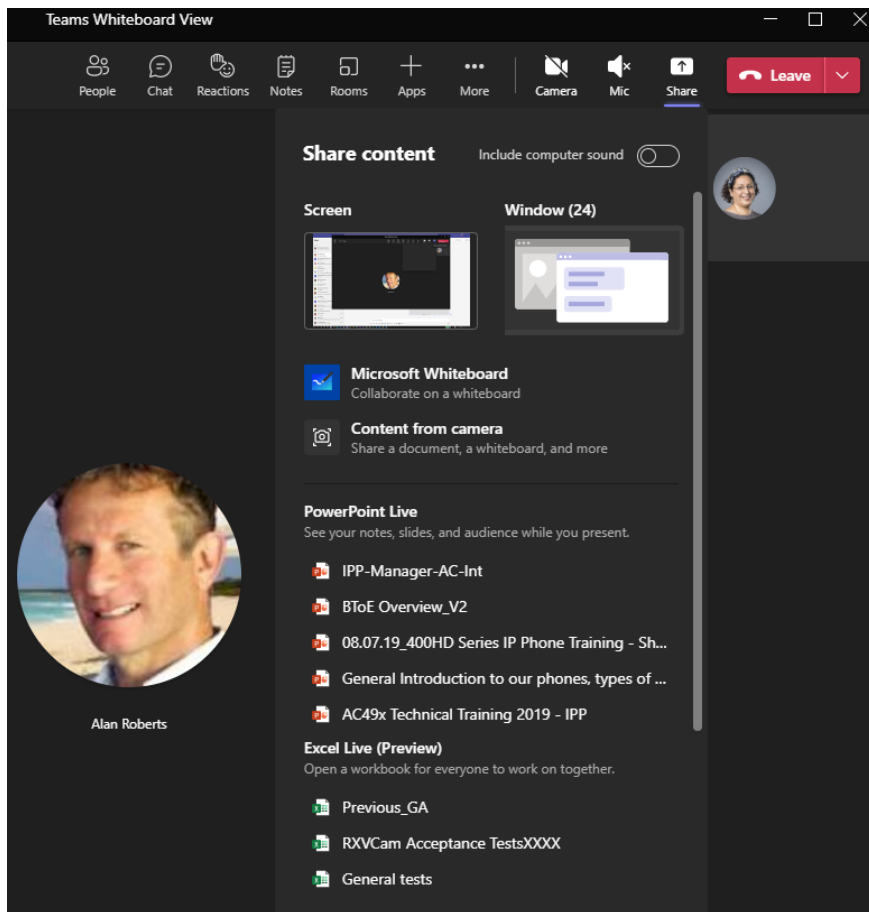 Teams Whiteboard View
People Chat Reactions Notes Rooms Apps More Camera Mic Share Leave
Share content Include computer sound
Screen Window (24)
Microsoft Whiteboard
Collaborate on a whiteboard
Content from camera
Share a document, a whiteboard, and more
PowerPoint Live
See your notes, slides, and audience while you present.
IPP-Manager-AC-Int
BToE Overview_V2
08.07.19_400HD Series IP Phone Training - Sh...
General Introduction to our phones, types of ...
AC49x Technical Training 2019 - IPP
Alan Roberts
Excel Live (Preview)
Open a workbook for everyone to work on together.
Previous_GA
RXVCam Acceptance TestsXXXX
General tests